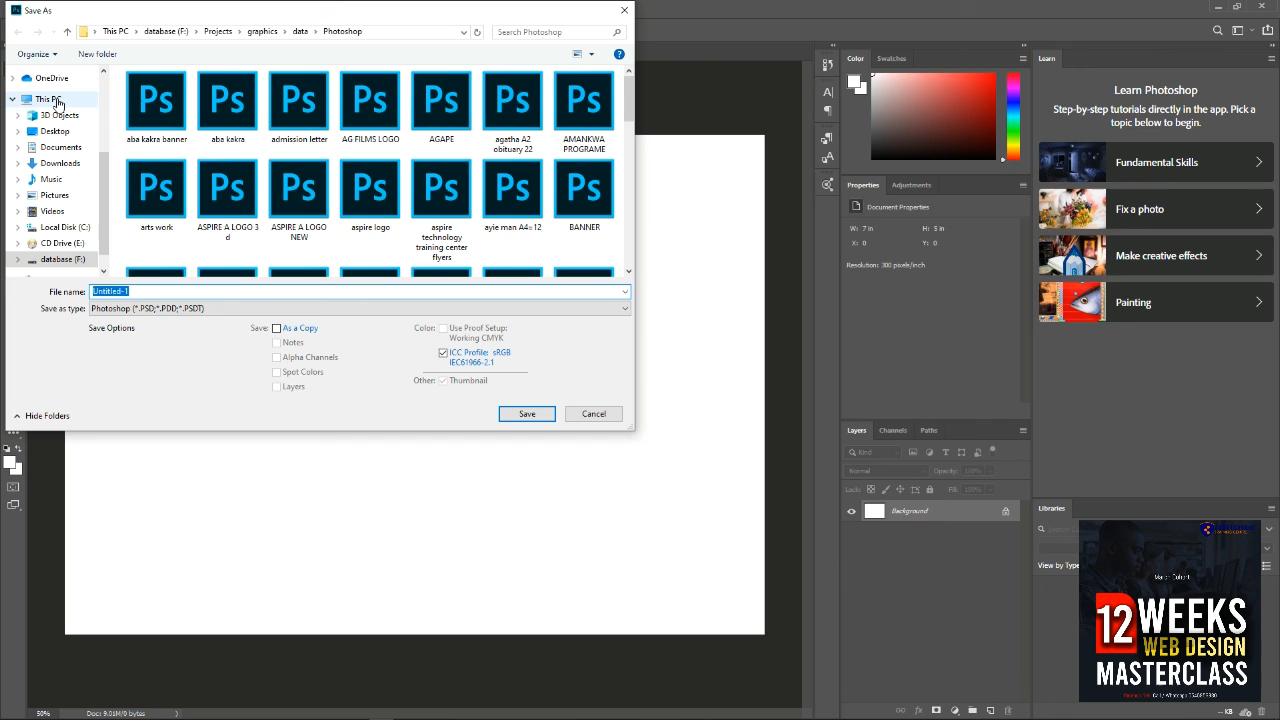 Save As
This PC
database (F:)
Projects
graphics
data
Photoshop
Search Photoshop
Organize
New folder
OneDrive
This PC
3D Objects
Desktop
Documents
Downloads
Music
Pictures
Videos
Local Disk (C:)
CD Drive (E:)
database (F:)
aba kakra banner
aba kakra
admission letter
AG FILMS LOGO
AGAPE
agatha A2
obituary 22
AMANKWA
PROGRAME
arts work
ASPIRE A LOGO 3
d
ASPIRE A LOGO
NEW
aspire logo
aspire
technology
training center
flyers
ayie man A4=12
BANNER
File name:
Untitled-1
Save as type:
Photoshop (*.PSD;*.PDD;*.PSDT)
Save Options
Save:
As a Copy
Notes
Alpha Channels
Spot Colors
Layers
Color:
Use Proof Setup:
Working CMYK
ICC Profile: sRGB
IEC61966-2.1
Other:
Thumbnail
Hide Folders
Save
Cancel
Color
Swatches
Properties
Adjustments
Document Properties
W: 7 in
H: 5 in
X: 0
Y: 0
Resolution: 300 pixels/inch
Layers
Channels
Paths
Kind
Normal
Opacity: 100%
Lock:
Fill: 100%
Background
Learn
Learn Photoshop
Step-by-step tutorials directly in the app. Pick a
topic below to begin.
Fundamental Skills
Fix a photo
Make creative effects
Painting
Libraries
View by Type
March Cohort
12 WEEKS
WEB DESIGN
MASTERCLASS
-- KB
50%
Doc: 9.01M/0 bytes